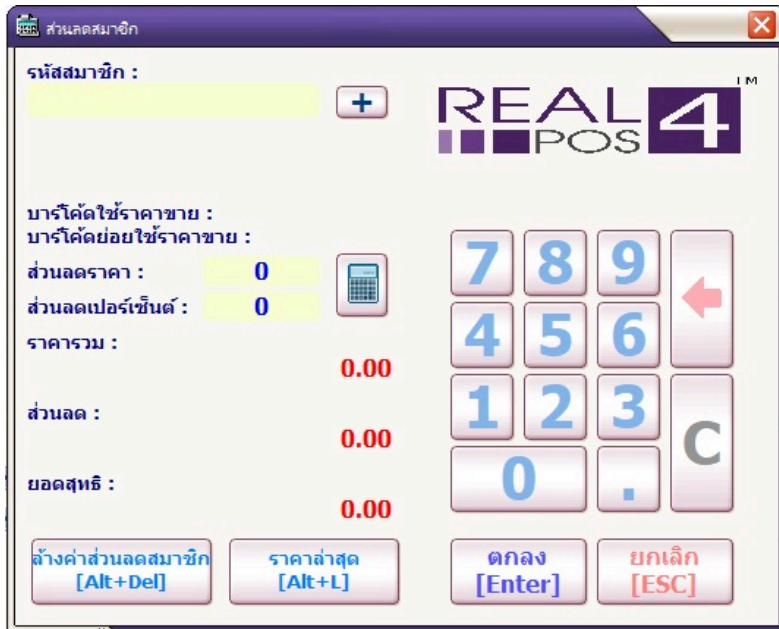 ส่วนลดสมาชิก
รหัสสมาชิก :
+
REAL 4 TM
POS
บาร์โค้ดใช้ราคาขาย :
บาร์โค้ดย่อยใช้ราคาขาย :
ส่วนลดราคา : 0
ส่วนลดเปอร์เซ็นต์ : 0
ราคารวม :
0.00
ส่วนลด :
0.00
ยอดสุทธิ :
0.00
7 8 9
4 5 6
1 2 3 C
0 .
ล้างค่าส่วนลดสมาชิก
[Alt+Del]
ราคาล่าสุด
[Alt+L]
ตกลง
[Enter]
ยกเลิก
[ESC]